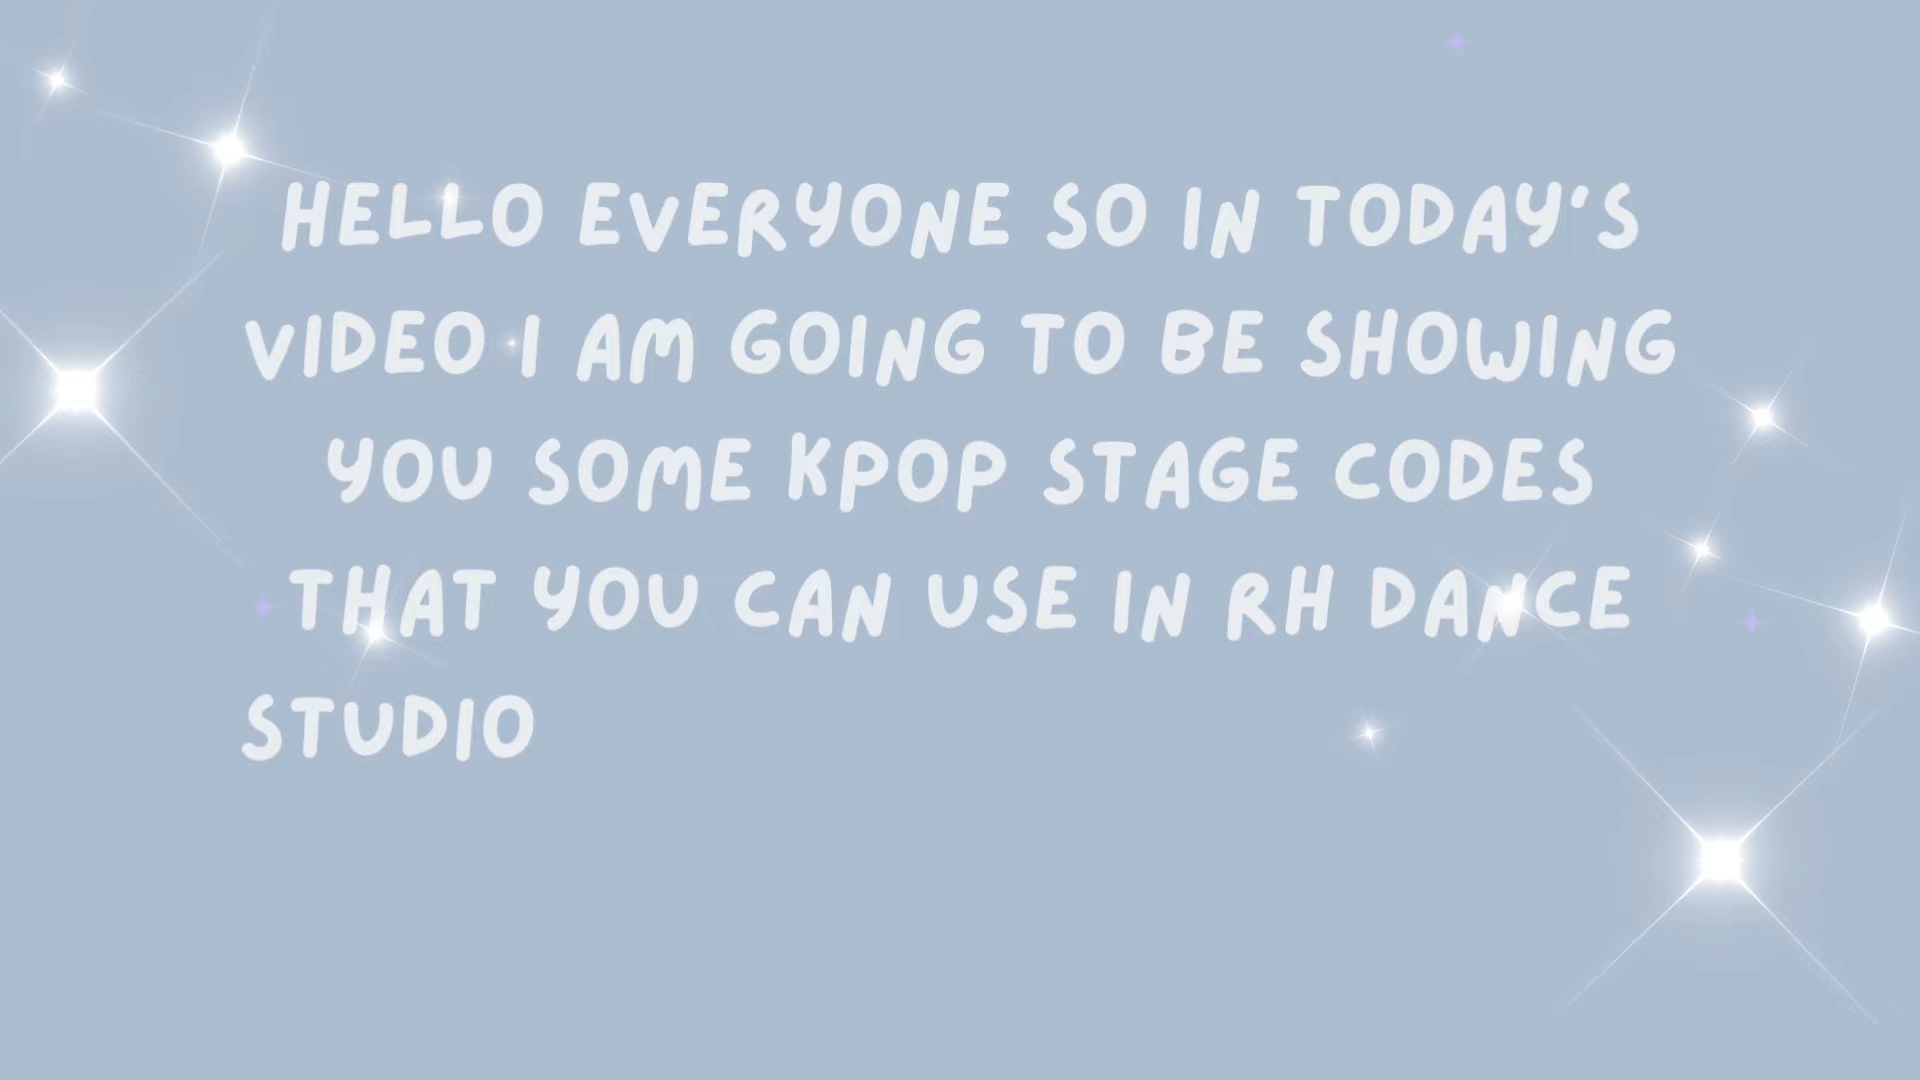 HELLO EVERYONE SO IN TODAY'S
VIDEO I AM GOING TO BE SHOWING
YOU SOME KPOP STAGE CODES
THAT YOU CAN USE IN RH DANCE
STUDIO